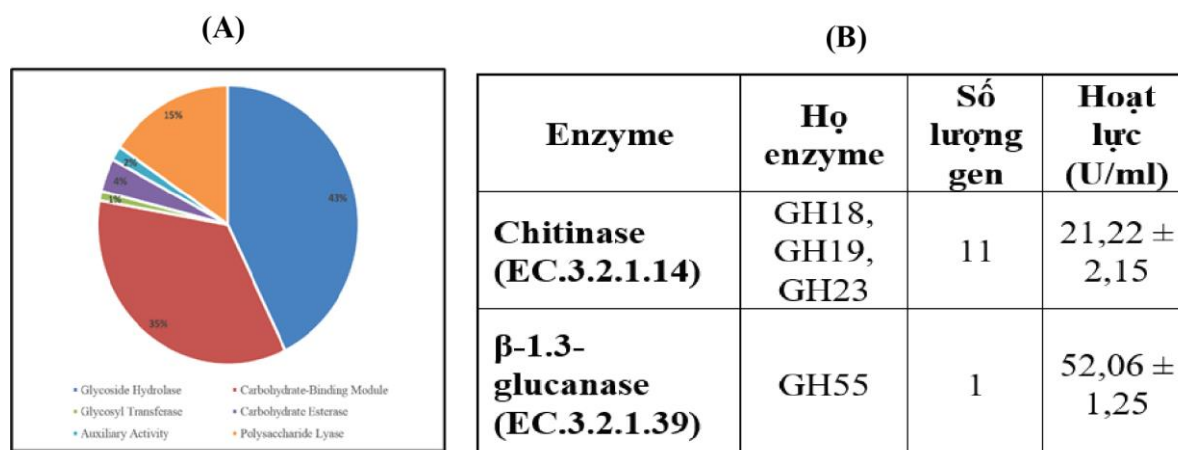 (A)
15%
2%
4%
1%
43%
35%
Glycoside Hydrolase
Carbohydrate-Binding Module
Glycosyl Transferase
Carbohydrate Esterase
Auxiliary Activity
Polysaccharide Lyase
(B)
Enzyme
Họ
enzyme
Số
lượng
gen
Hoạt
lực
(U/ml)
Chitinase
(EC.3.2.1.14)
GH18,
GH19,
GH23
11
21,22 ±
2,15
β-1.3-
glucanase
(EC.3.2.1.39)
GH55
1
52,06 ±
1,25